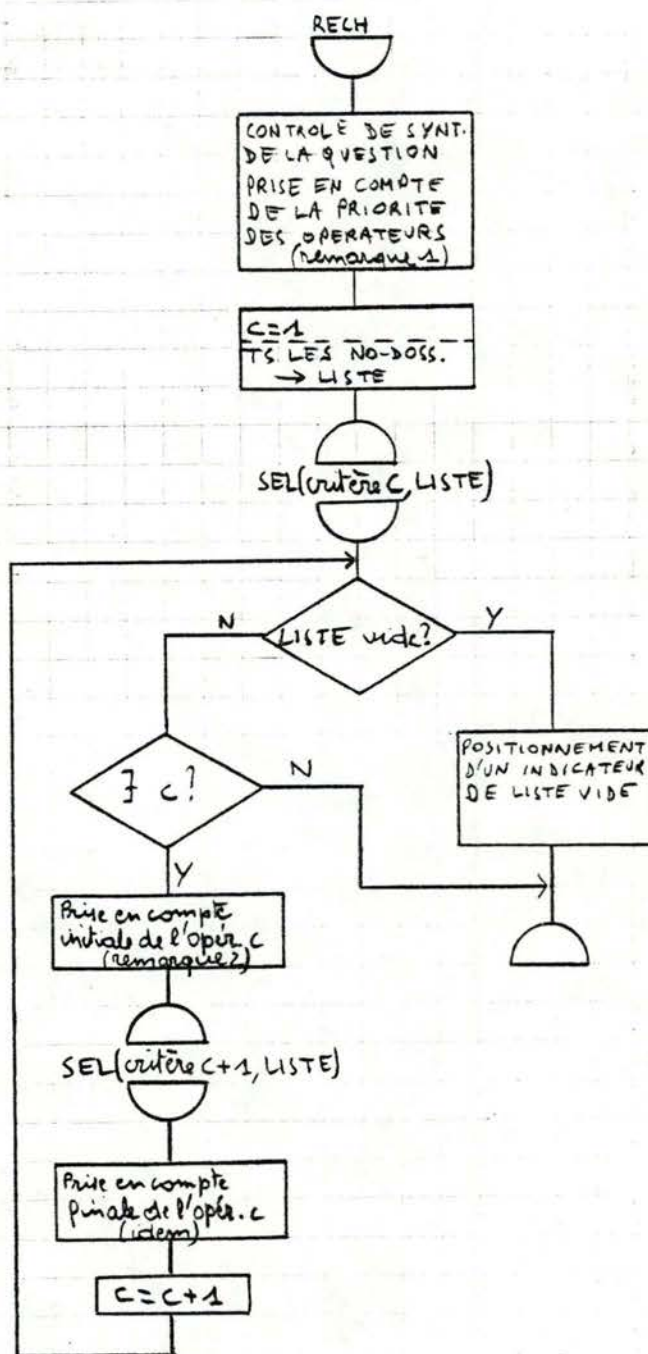 RECH
CONTROLE DE SYNT.
DE LA QUESTION
PRISE EN COMPTE
DE LA PRIORITE
DES OPERATEURS
(remarque 1)
C=1
TS LES NO-DOSS.
→ LISTE
SEL(critère C, LISTE)
LISTE vide?
N
Y
POSITIONNEMENT
D'UN INDICATEUR
DE LISTE VIDE
∃ c?
N
Y
Prise en compte
initiale de l'opér. c
(remarque 2)
SEL(critère C+1, LISTE)
Prise en compte
finale de l'opér. c
(idem)
C = C+1